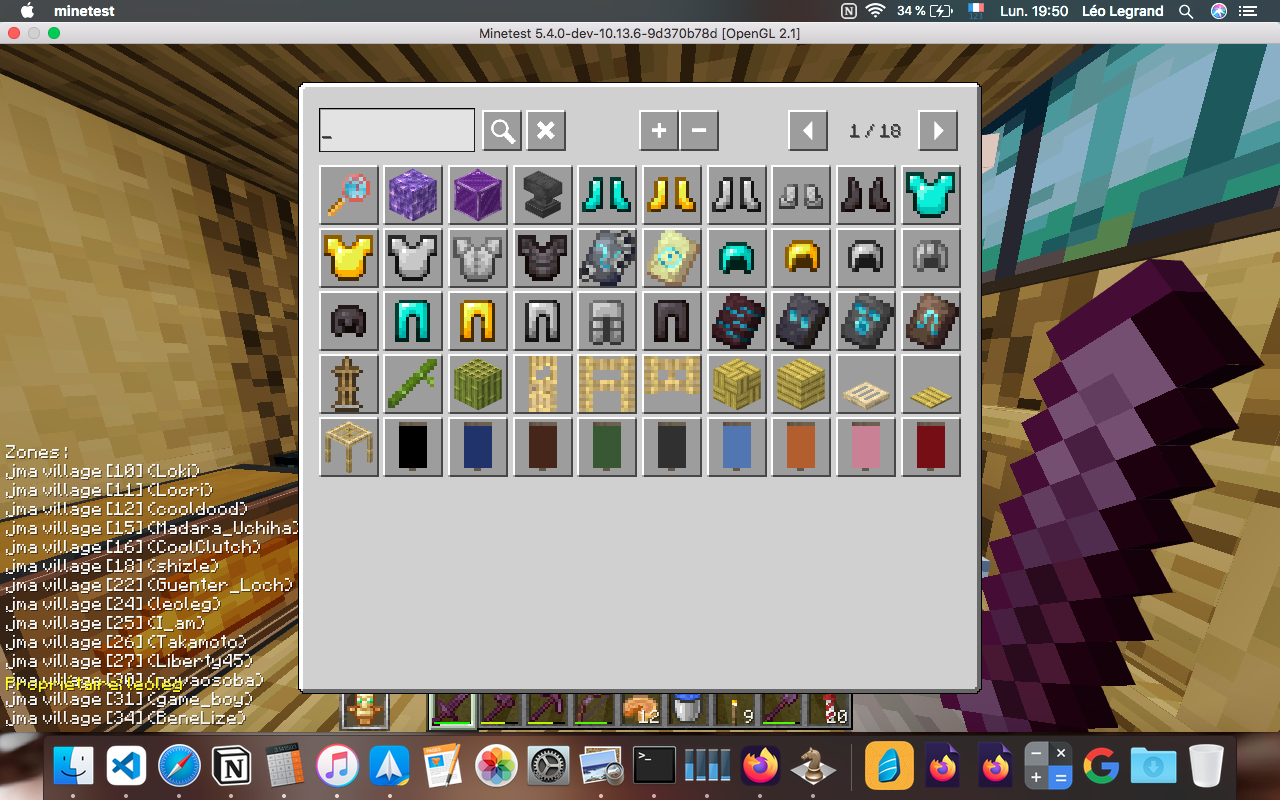 minetest
34 %
123
Lun. 19:50
Léo Legrand
Minetest 5.4.0-dev-10.13.6-9d370b78d [OpenGL 2.1]
+
−
1 / 18
Zones :
jma village [10] (Loki)
jma village [11] (Locri)
jma village [12] (cooldood)
jma village [15] (Madara_Uchiha)
jma village [16] (CoolClutch)
jma village [18] (shizle)
jma village [22] (Guenter_Loch)
jma village [24] (leoleg)
jma village [25] (I_am)
jma village [26] (Takamoto)
jma village [27] (Liberty45)
jma village [30]
jma village [31] (game_boy)
jma village [34] (BeneLize)
12
9
20